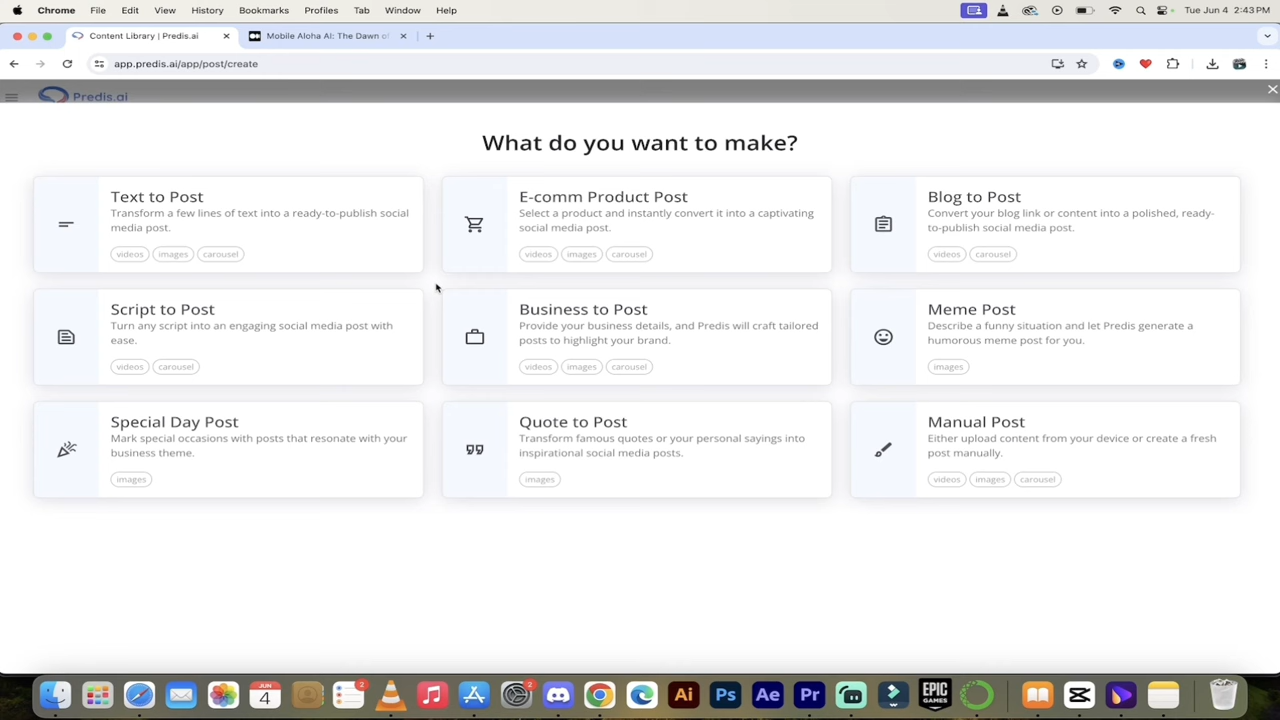 Chrome File Edit View History Bookmarks Profiles Tab Window Help Tue Jun 4 2:43 PM
Content Library | Predis.ai Mobile Aloha AI: The Dawn of
app.predis.ai/app/post/create
Predis.ai
What do you want to make?
Text to Post
Transform a few lines of text into a ready-to-publish social
media post.
videos images carousel
E-comm Product Post
Select a product and instantly convert it into a captivating
social media post.
videos images carousel
Blog to Post
Convert your blog link or content into a polished, ready-
to-publish social media post.
videos carousel
Script to Post
Turn any script into an engaging social media post with
ease.
videos carousel
Business to Post
Provide your business details, and Predis will craft tailored
posts to highlight your brand.
videos images carousel
Meme Post
Describe a funny situation and let Predis generate a
humorous meme post for you.
images
Special Day Post
Mark special occasions with posts that resonate with your
business theme.
images
Quote to Post
Transform famous quotes or your personal sayings into
inspirational social media posts.
images
Manual Post
Either upload content from your device or create a fresh
post manually.
videos images carousel
JUN
4
2
2
Ai Ps Ae Pr
EPIC
GAMES